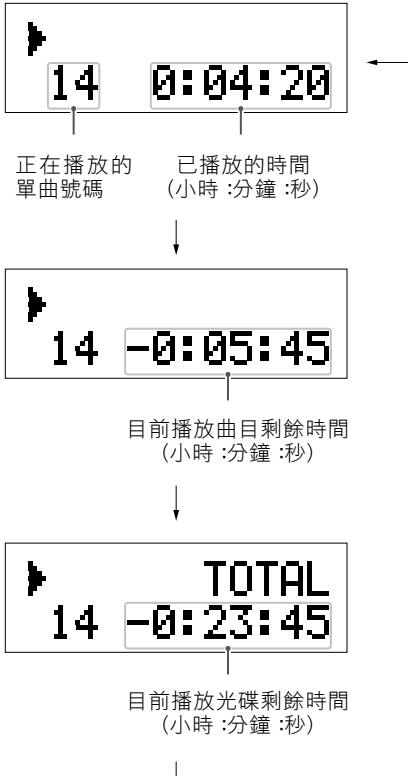 14 0:04:20
正在播放的
單曲號碼
已播放的時間
（小時 :分鐘 :秒）
14 -0:05:45
目前播放曲目剩餘時間
（小時 :分鐘 :秒）
TOTAL
14 -0:23:45
目前播放光碟剩餘時間
（小時 :分鐘 :秒）